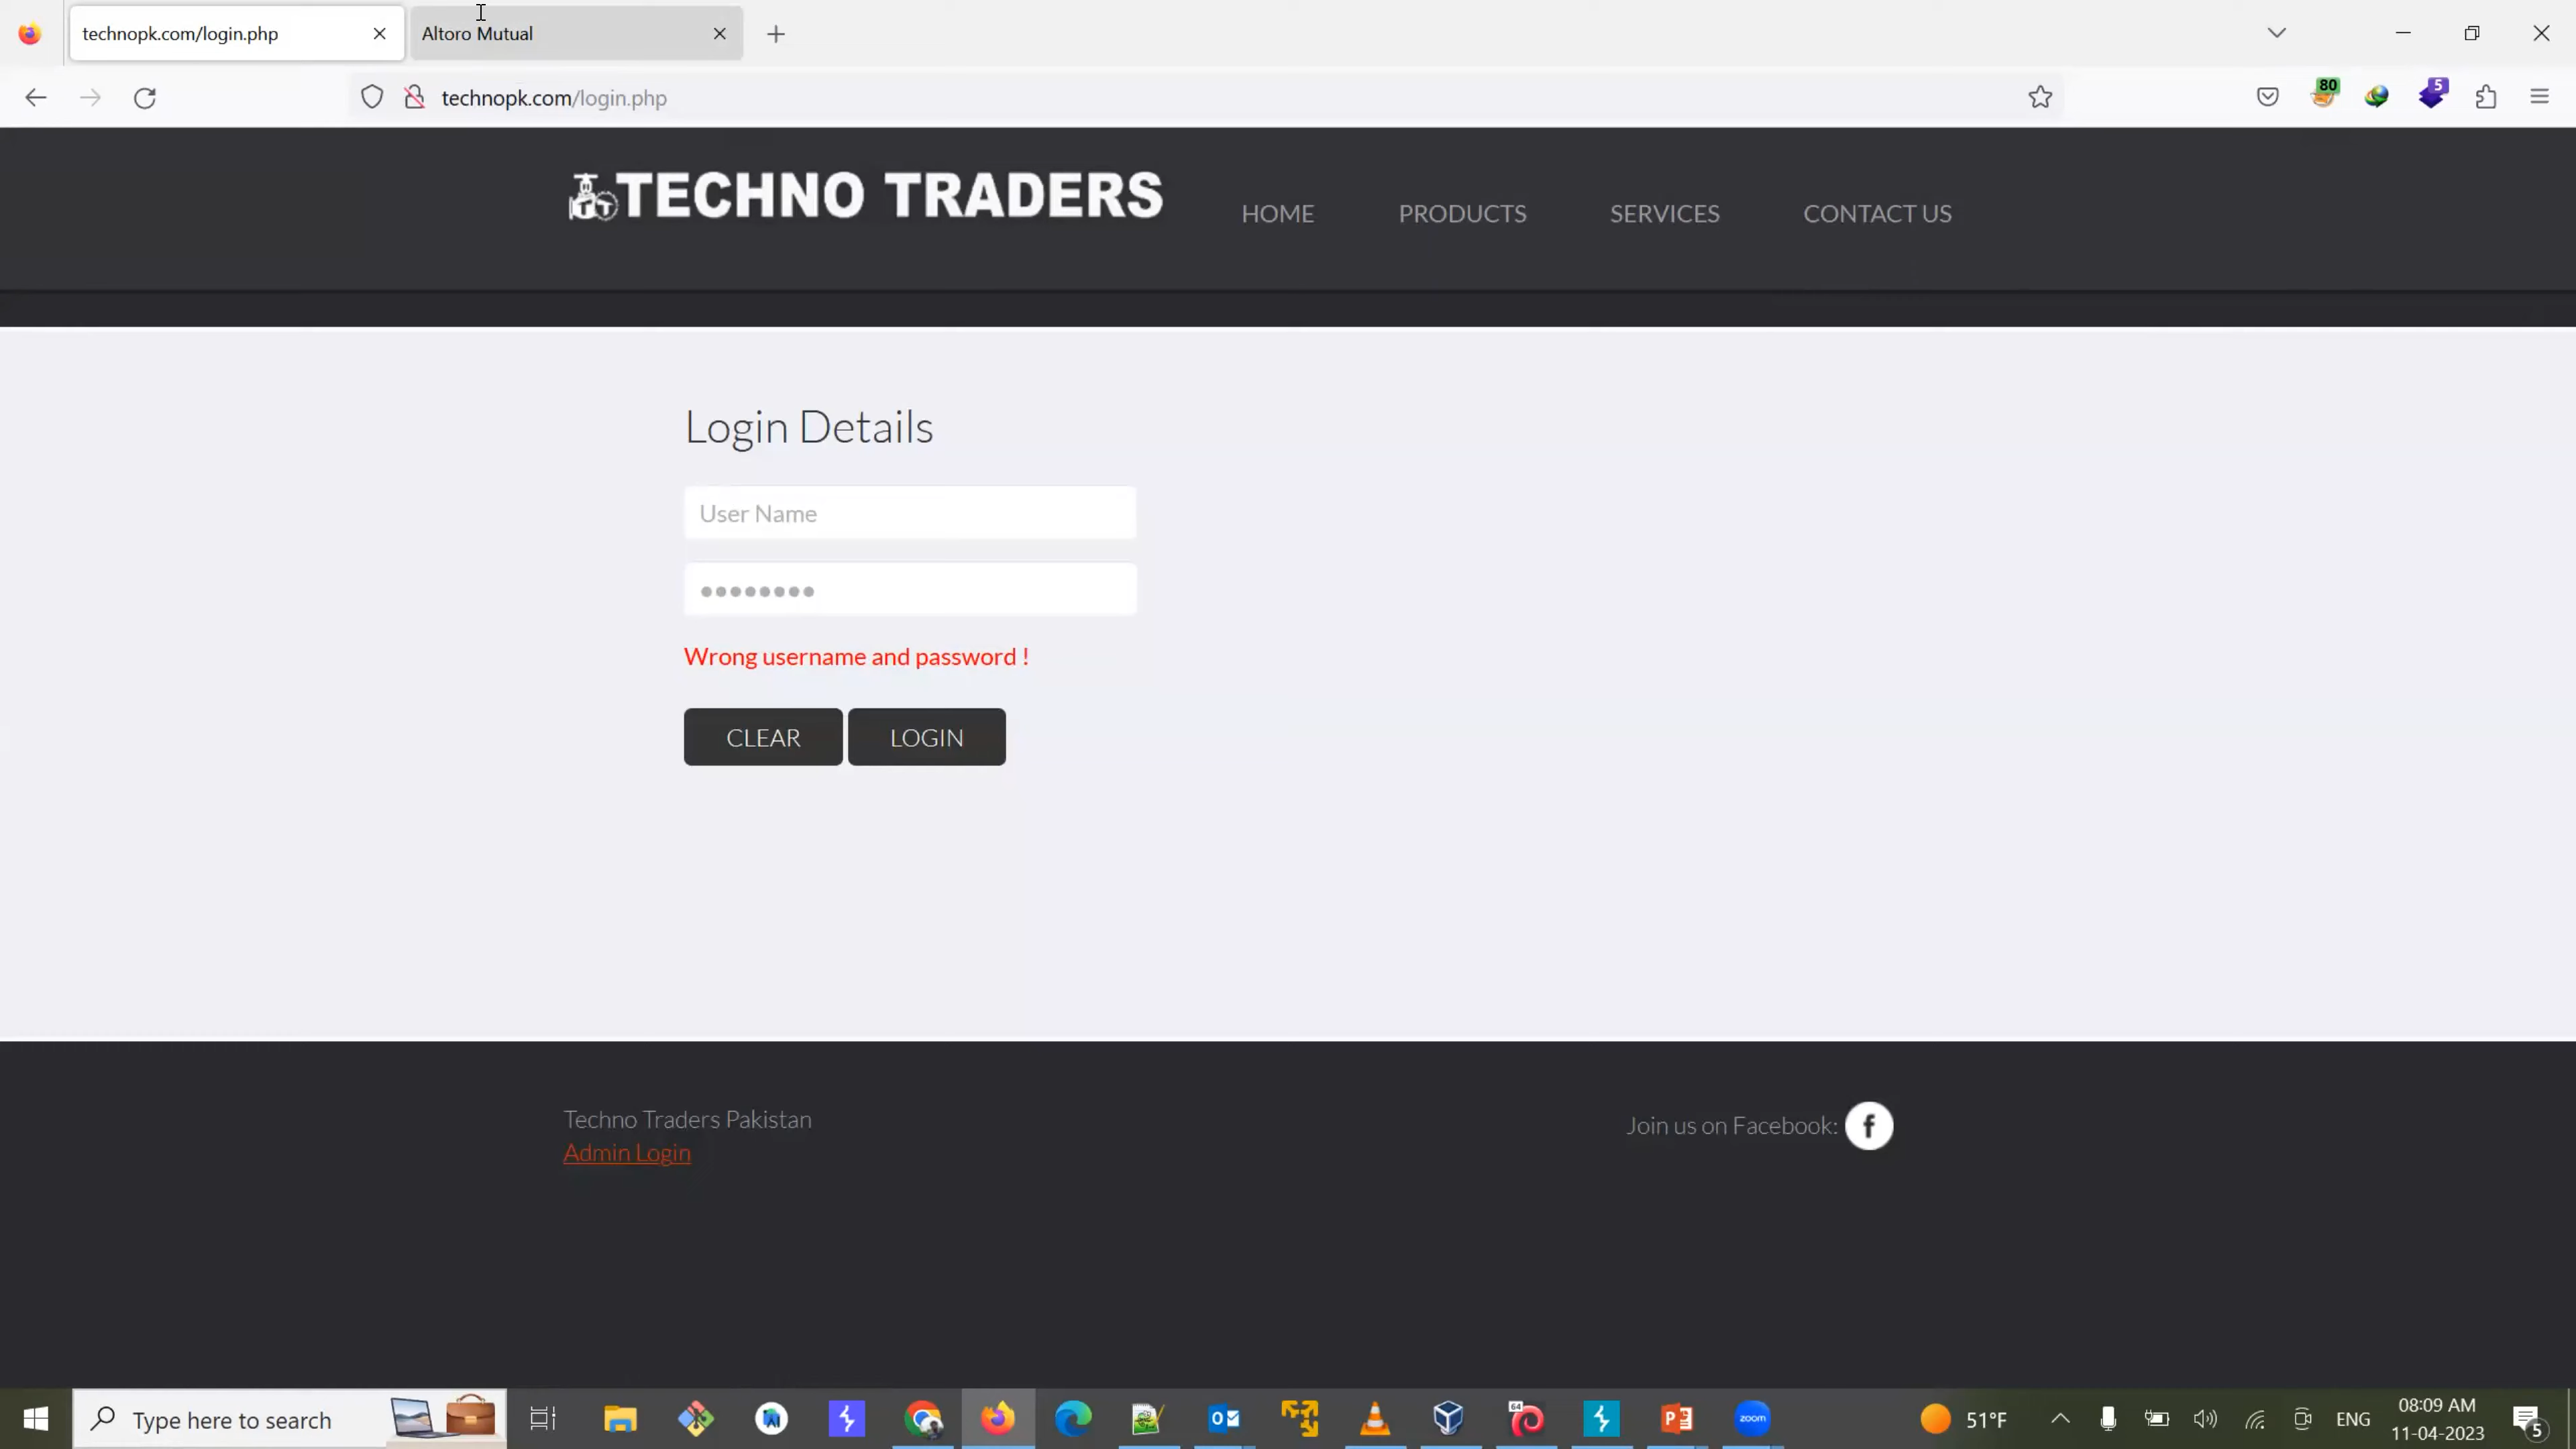 technopk.com/login.php
Altoro Mutual
technopk.com/login.php
80
5
TECHNO TRADERS
HOME
PRODUCTS
SERVICES
CONTACT US
Login Details
User Name
Wrong username and password !
CLEAR
LOGIN
Techno Traders Pakistan
Admin Login
Join us on Facebook:
Type here to search
64
zoom
51°F
ENG
08:09 AM
11-04-2023
5